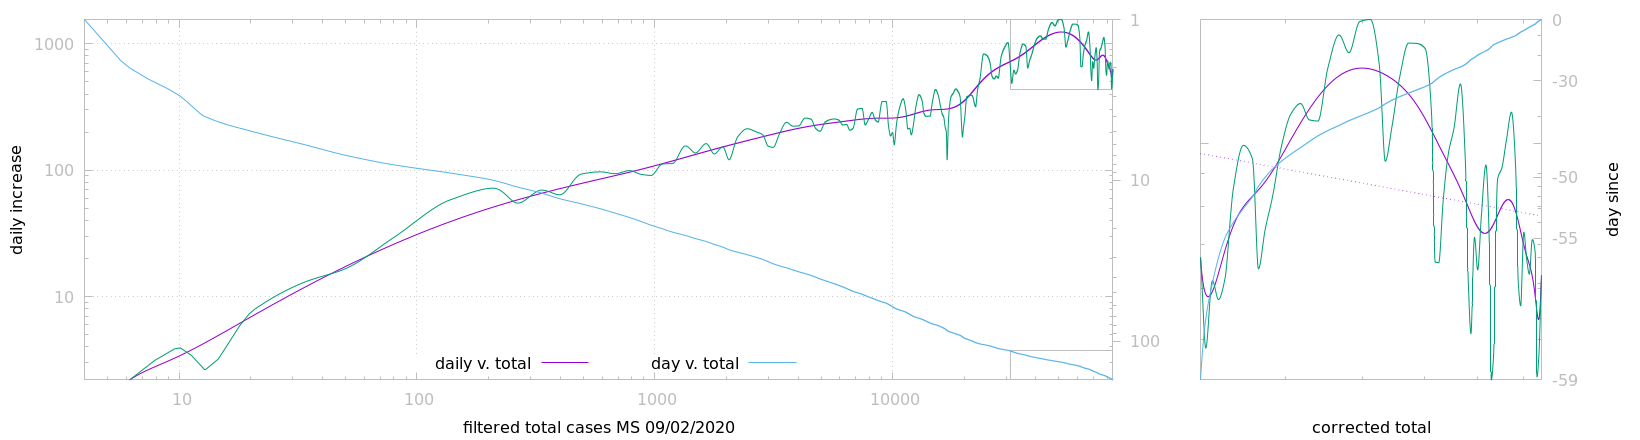 1000
100
10
daily increase
daily v. total
day v. total
10
100
1000
10000
filtered total cases MS 09/02/2020
1
10
100
0
-30
-50
-55
-59
day since
corrected total